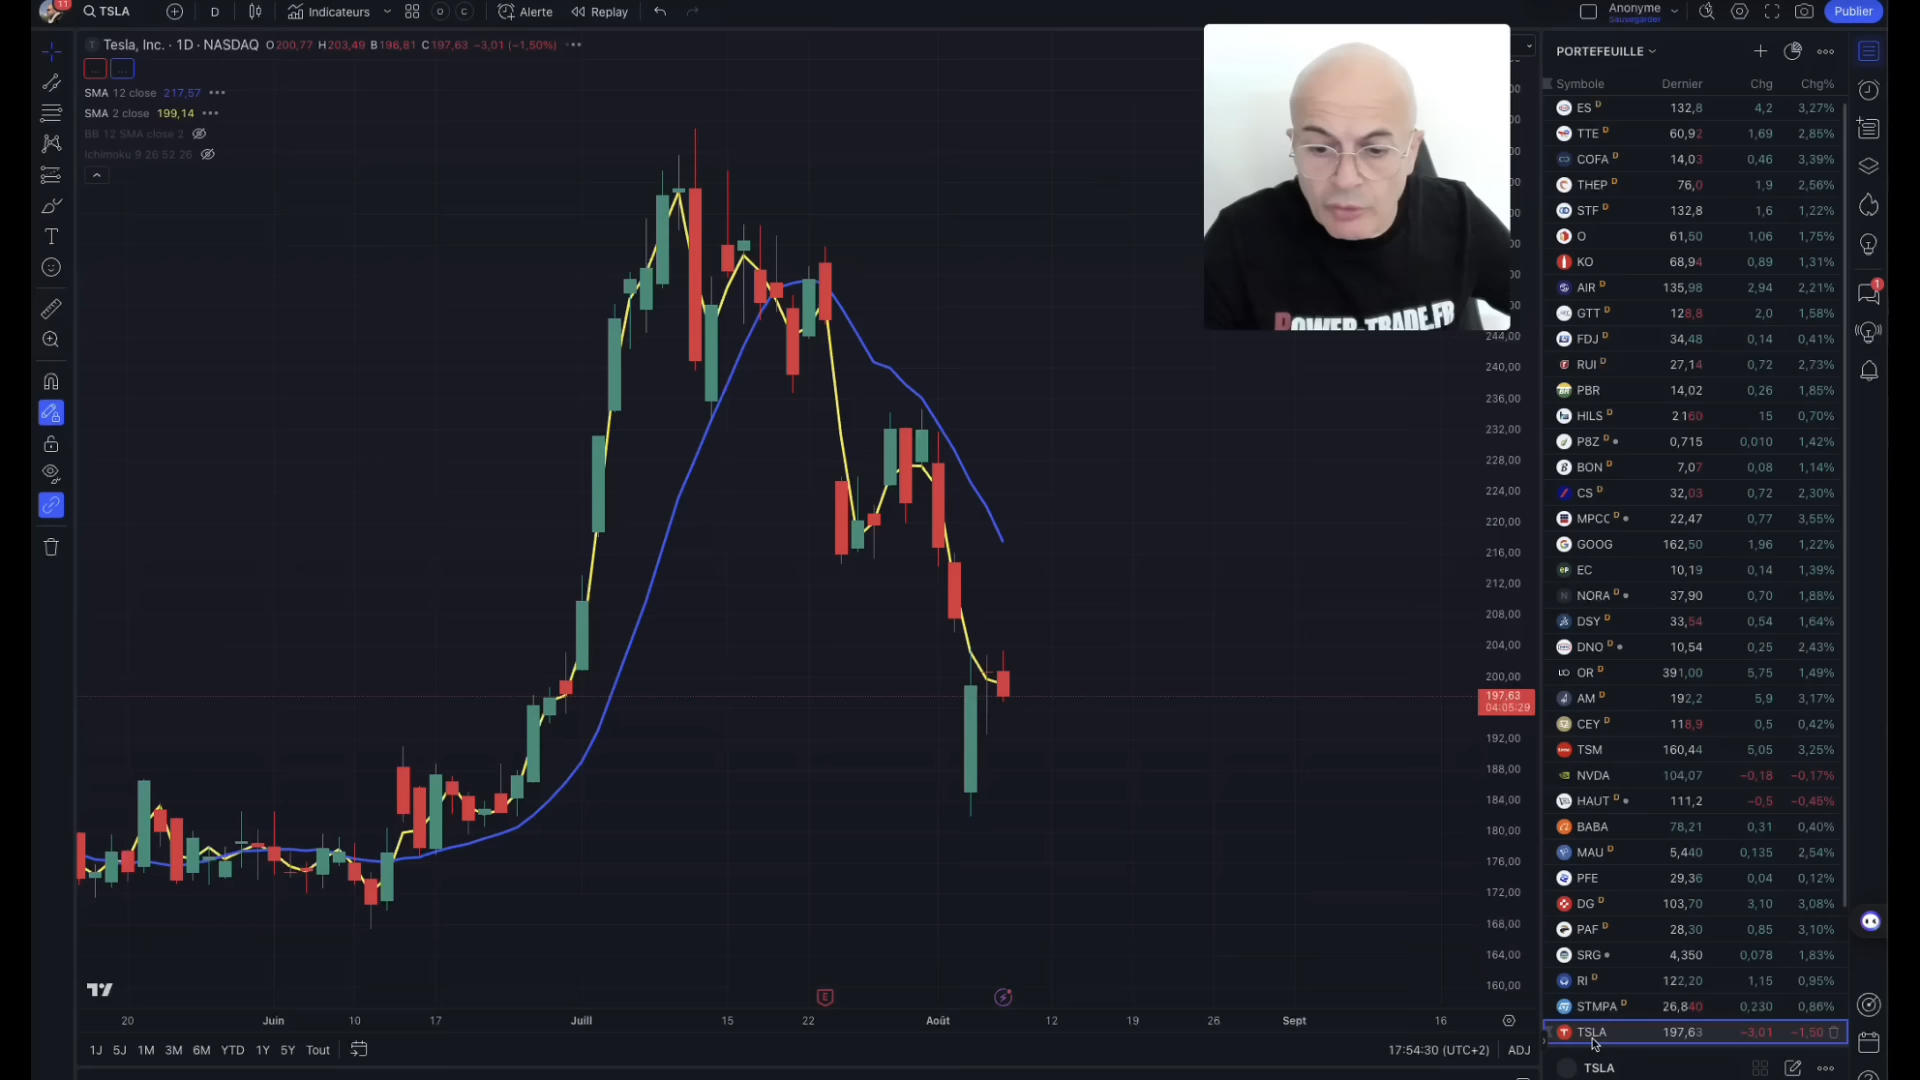 11
TSLA
D
Indicateurs
Alerte
Replay
Anonyme
Sauvegarder
Publier
Tesla, Inc. · 1D · NASDAQ O200,77 H203,49 B196,81 C197,63 −3,01 (−1,50%)
SMA 12 close 217,57
SMA 2 close 199,14
BB 12 SMA close 2
Ichimoku 9 26 52 26
POWER-TRADE.FR
244,00
240,00
236,00
232,00
228,00
224,00
220,00
216,00
212,00
208,00
204,00
200,00
197,63
04:05:29
192,00
188,00
184,00
180,00
176,00
172,00
168,00
164,00
160,00
E
20 Juin 10 17 Juill 15 22 Août 12 19 26 Sept 16
1J 5J 1M 3M 6M YTD 1Y 5Y Tout
17:54:30 (UTC+2) ADJ
PORTEFEUILLE
Symbole Dernier Chg Chg%
ES D 132,8 4,2 3,27%
TTE D 60,92 1,69 2,85%
COFA D 14,03 0,46 3,39%
THEP D 76,0 1,9 2,56%
STF D 132,8 1,6 1,22%
O 61,50 1,06 1,75%
KO 68,94 0,89 1,31%
AIR D 135,98 2,94 2,21%
GTT D 128,8 2,0 1,58%
FDJ D 34,48 0,14 0,41%
RUI D 27,14 0,72 2,73%
PBR 14,02 0,26 1,85%
HILS D 2 160 15 0,70%
P8Z D 0,715 0,010 1,42%
BON D 7,07 0,08 1,14%
CS D 32,03 0,72 2,30%
MPCC D 22,47 0,77 3,55%
GOOG 162,50 1,96 1,22%
EC 10,19 0,14 1,39%
NORA D 37,90 0,70 1,88%
DSY D 33,54 0,54 1,64%
DNO D 10,54 0,25 2,43%
OR D 391,00 5,75 1,49%
AM D 192,2 5,9 3,17%
CEY D 118,9 0,5 0,42%
TSM 160,44 5,05 3,25%
NVDA 104,07 −0,18 −0,17%
HAUT D 111,2 −0,5 −0,45%
BABA 78,21 0,31 0,40%
MAU D 5,440 0,135 2,54%
PFE 29,36 0,04 0,12%
DG D 103,70 3,10 3,08%
PAF D 28,30 0,85 3,10%
SRG 4,350 0,078 1,83%
RI D 122,20 1,15 0,95%
STMPA D 26,840 0,230 0,86%
TSLA 197,63 −3,01 −1,50
TSLA
1